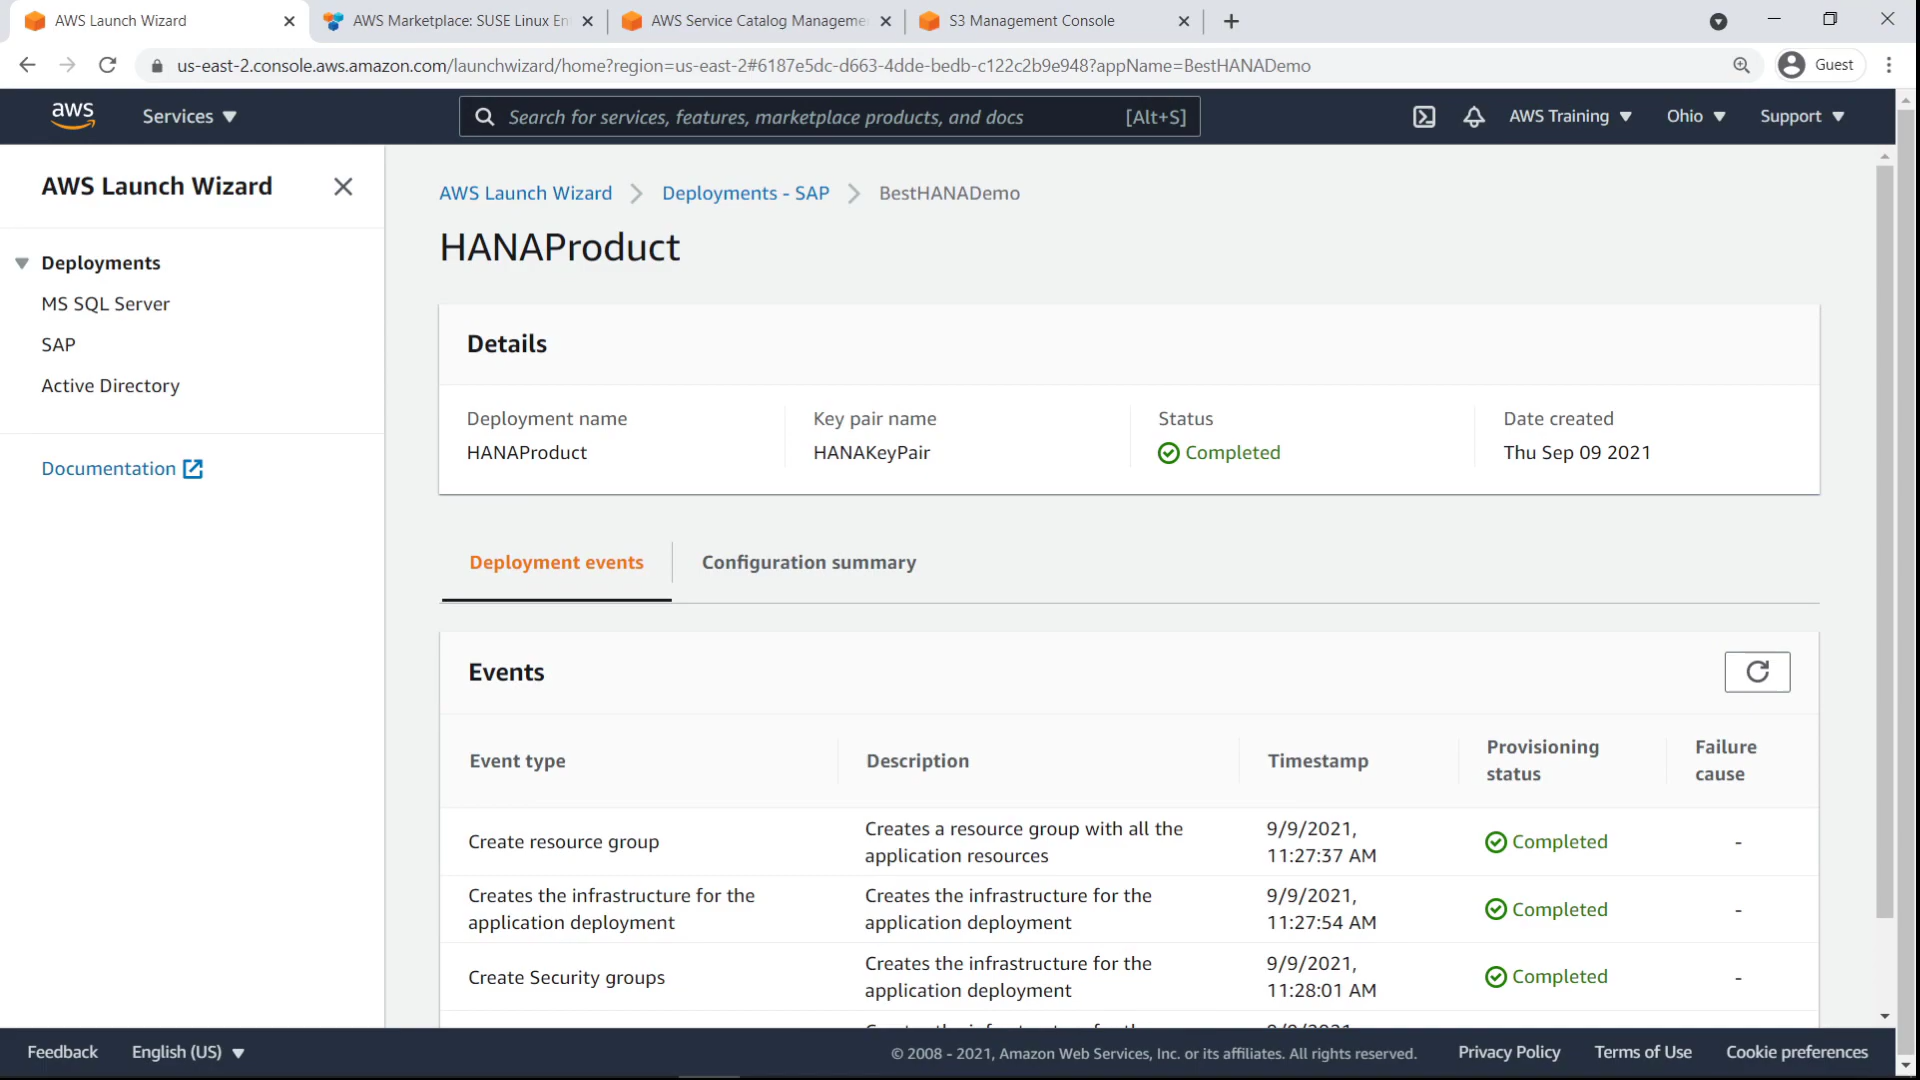 AWS Launch Wizard
AWS Marketplace: SUSE Linux En
AWS Service Catalog Manageme
S3 Management Console
us-east-2.console.aws.amazon.com/launchwizard/home?region=us-east-2#6187e5dc-d663-4dde-bedb-c122c2b9e948?appName=BestHANADemo
Guest
aws
Services
Search for services, features, marketplace products, and docs
[Alt+S]
AWS Training
Ohio
Support
AWS Launch Wizard
Deployments
MS SQL Server
SAP
Active Directory
Documentation
AWS Launch Wizard
Deployments - SAP
BestHANADemo
HANAProduct
Details
Deployment name
HANAProduct
Key pair name
HANAKeyPair
Status
Completed
Date created
Thu Sep 09 2021
Deployment events
Configuration summary
Events
Event type
Description
Timestamp
Provisioning
status
Failure
cause
Create resource group
Creates a resource group with all the
application resources
9/9/2021,
11:27:37 AM
Completed
-
Creates the infrastructure for the
application deployment
Creates the infrastructure for the
application deployment
9/9/2021,
11:27:54 AM
Completed
-
Create Security groups
Creates the infrastructure for the
application deployment
9/9/2021,
11:28:01 AM
Completed
-
Feedback
English (US)
© 2008 - 2021, Amazon Web Services, Inc. or its affiliates. All rights reserved.
Privacy Policy
Terms of Use
Cookie preferences